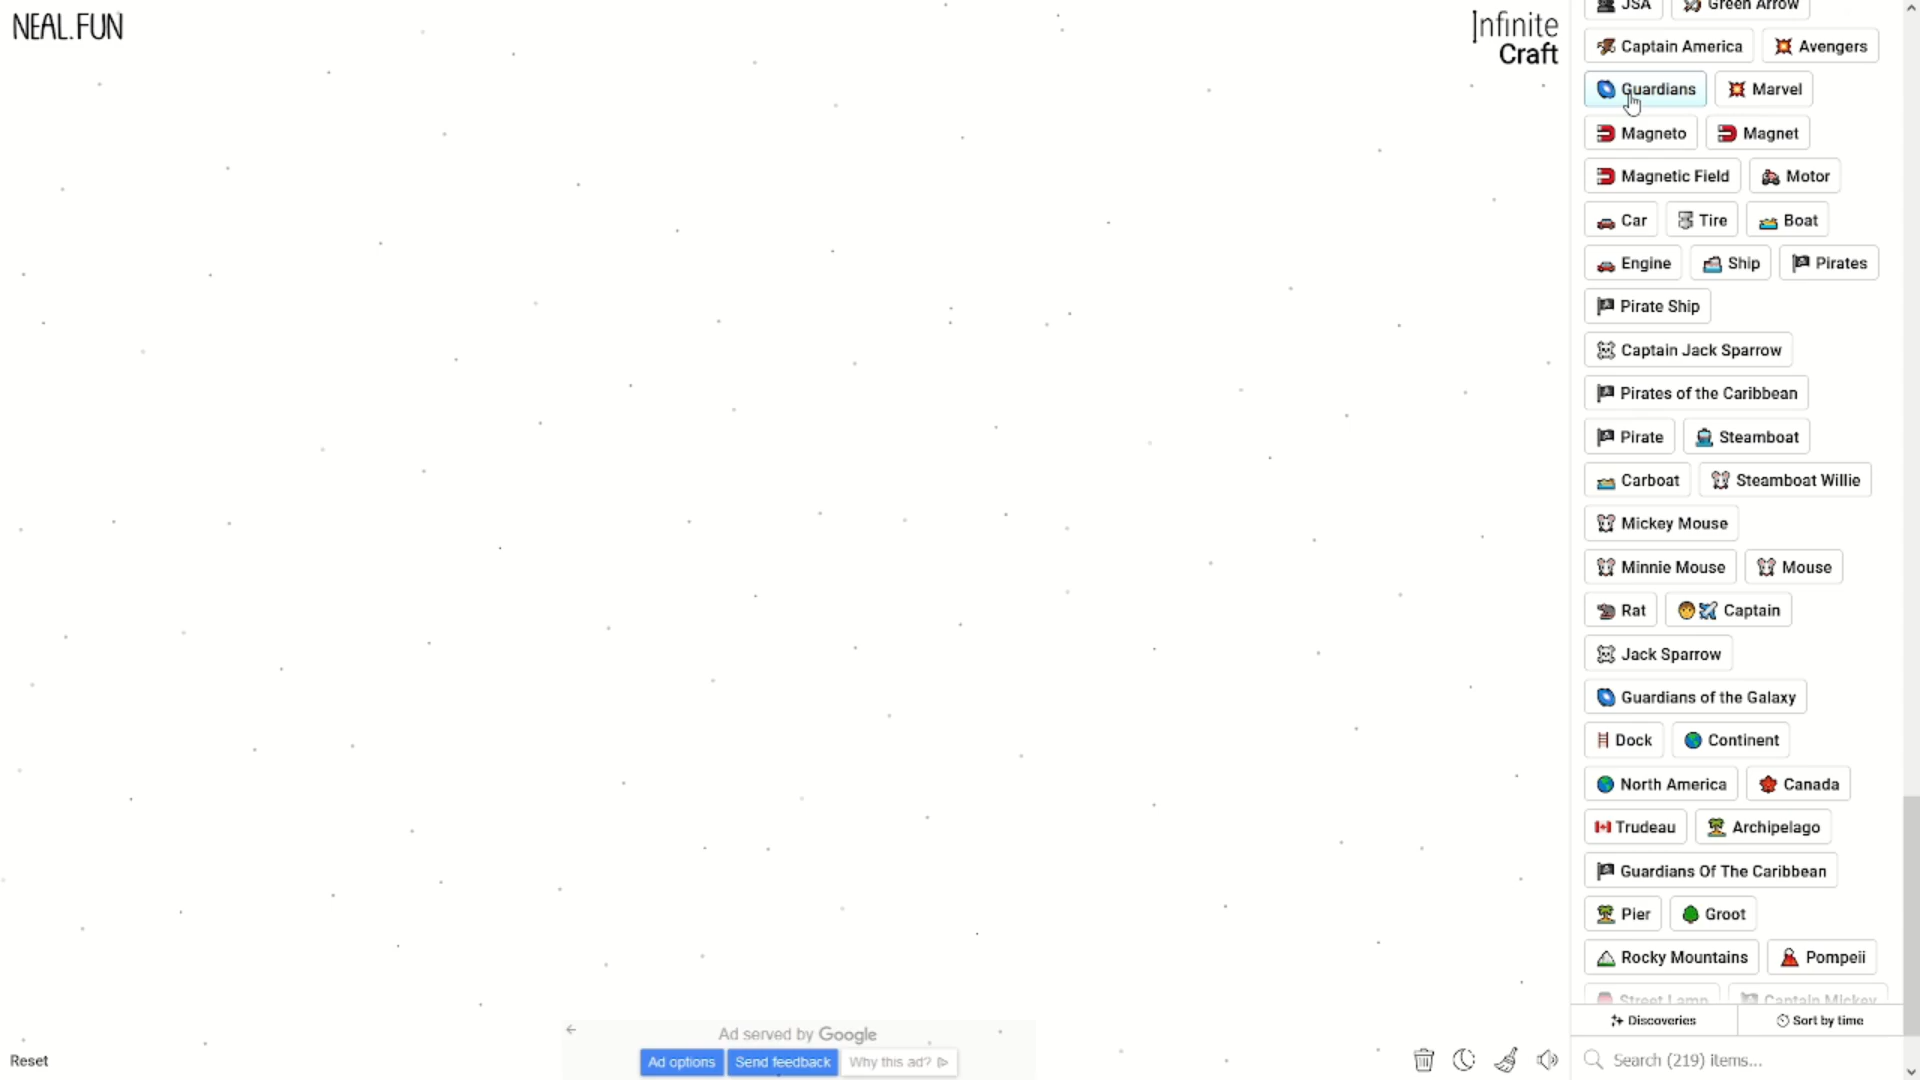 NEAL.FUN
Infinite
Craft
JSA Green Arrow
Captain America Avengers
Guardians Marvel
Magneto Magnet
Magnetic Field Motor
Car Tire Boat
Engine Ship Pirates
Pirate Ship
Captain Jack Sparrow
Pirates of the Caribbean
Pirate Steamboat
Carboat Steamboat Willie
Mickey Mouse
Minnie Mouse Mouse
Rat Captain
Jack Sparrow
Guardians of the Galaxy
Dock Continent
North America Canada
Trudeau Archipelago
Guardians Of The Caribbean
Pier Groot
Rocky Mountains Pompeii
Street Lamp Captain Mickey
Discoveries Sort by time
Search (219) items...
Ad served by Google
Ad options Send feedback Why this ad?
Reset